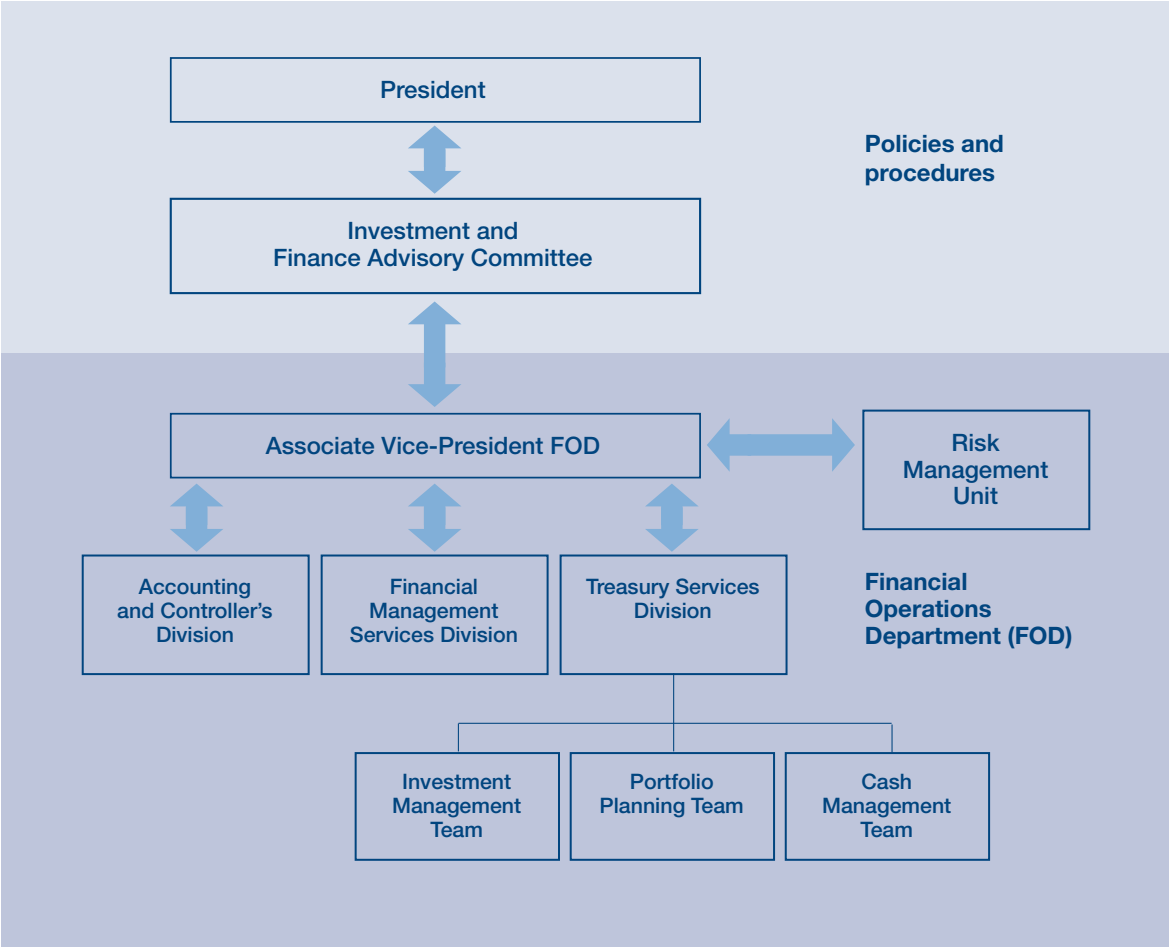 President
Policies and
procedures
Investment and
Finance Advisory Committee
Associate Vice-President FOD
Risk
Management
Unit
Accounting
and Controller’s
Division
Financial
Management
Services Division
Treasury Services
Division
Financial
Operations
Department (FOD)
Investment
Management
Team
Portfolio
Planning Team
Cash
Management
Team